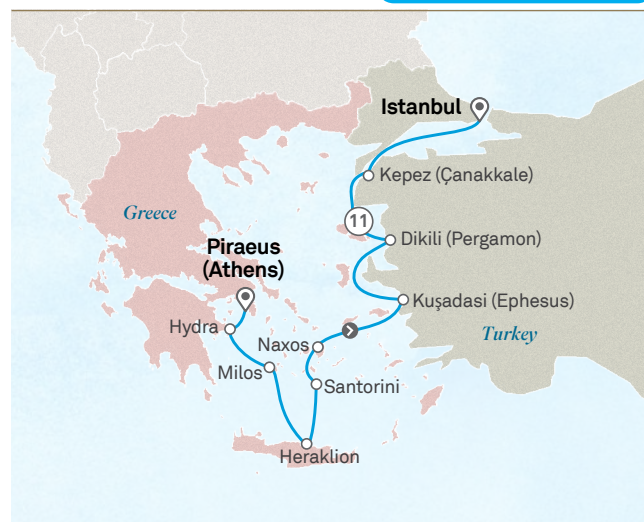 Istanbul
Kepez (Çanakkale)
Greece
11
Dikili (Pergamon)
Piraeus
(Athens)
Kuşadasi (Ephesus)
Hydra
Turkey
Naxos
Milos
Santorini
Heraklion